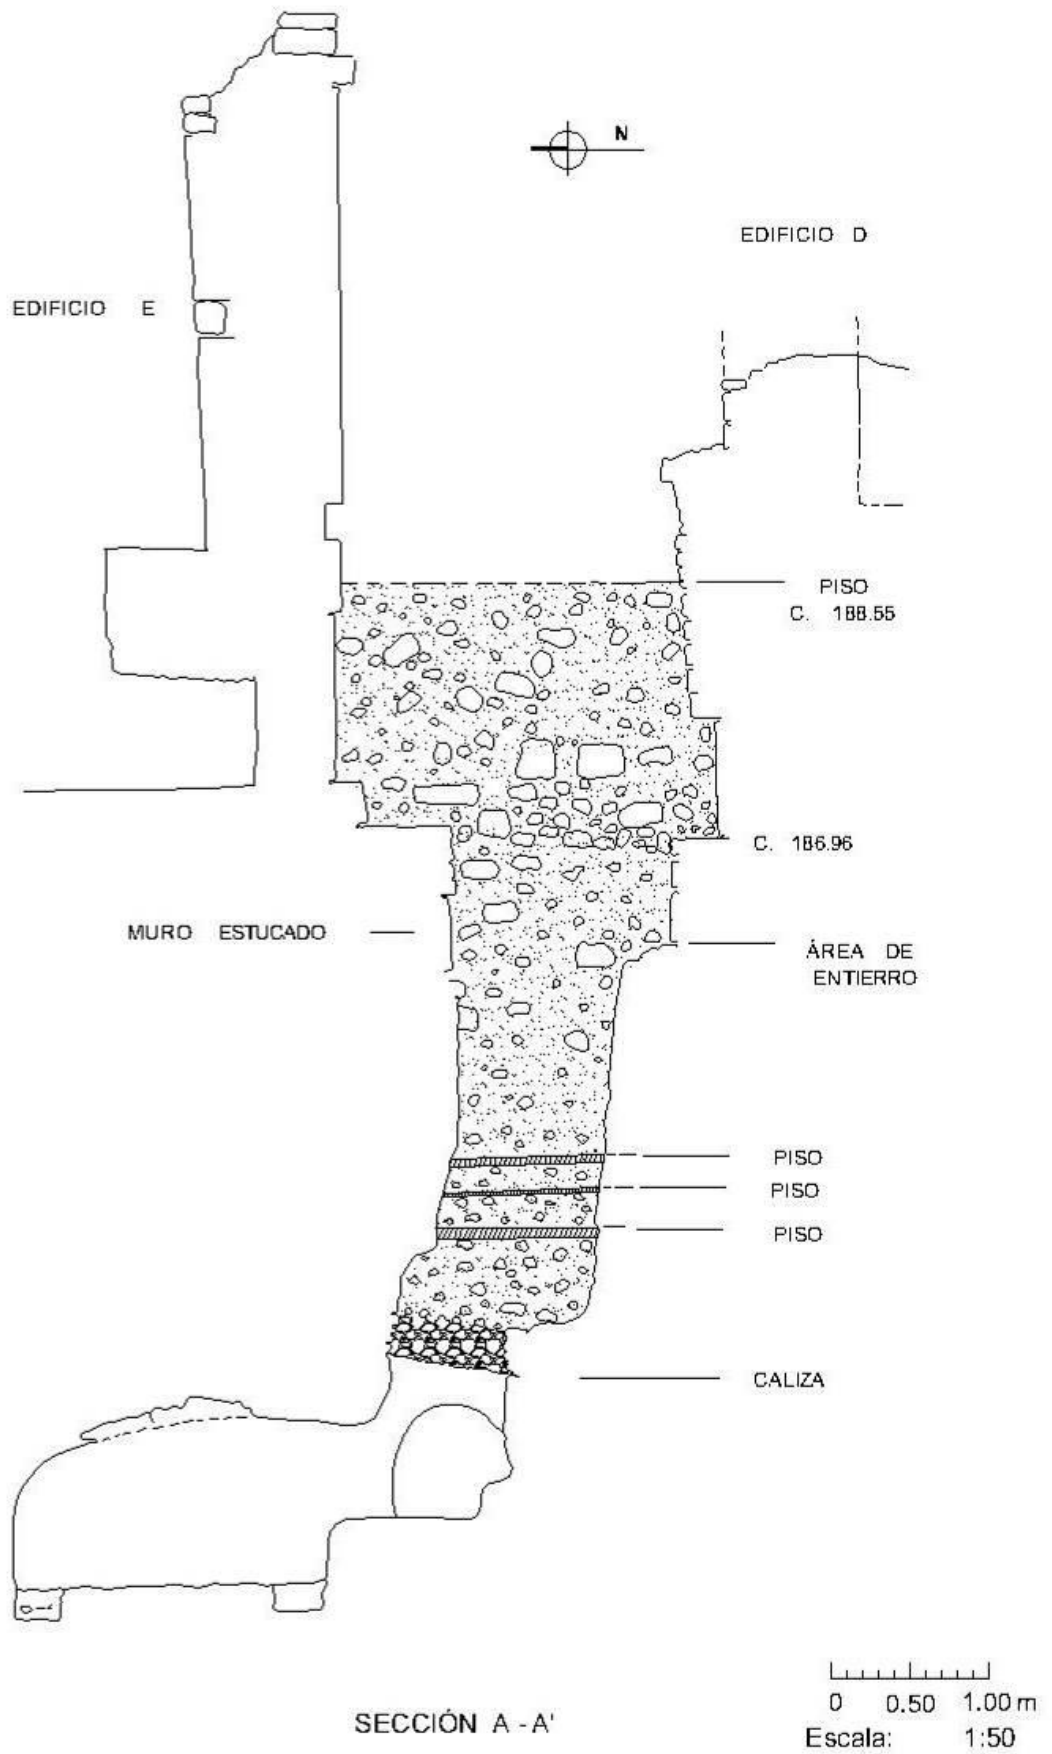 N
EDIFICIO D
EDIFICIO E
PISO
C. 188.55
C. 186.96
MURO ESTUCADO
ÁREA DE
ENTIERRO
PISO
PISO
PISO
CALIZA
0 0.50 1.00 m
Escala: 1:50
SECCIÓN A - A'